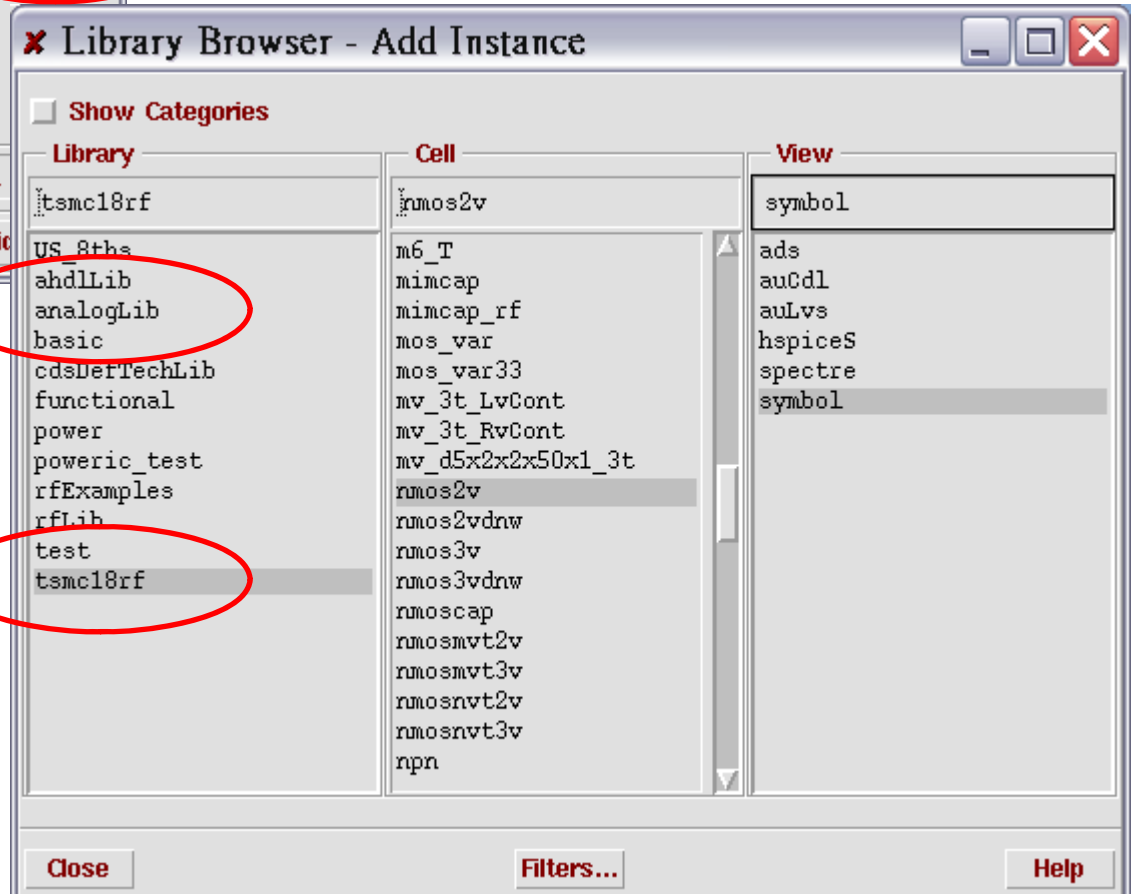 Library Browser - Add Instance
Show Categories
Library
tsmc18rf
US_8ths
ahdlLib
analogLib
basic
cdsDefTechLib
functional
power
poweric_test
rfExamples
rfLib
test
tsmc18rf
Cell
nmos2v
m6_T
mimcap
mimcap_rf
mos_var
mos_var33
mv_3t_LvCont
mv_3t_RvCont
mv_d5x2x2x50x1_3t
nmos2v
nmos2vdnw
nmos3v
nmos3vdnw
nmoscap
nmosmvt2v
nmosmvt3v
nmosnvt2v
nmosnvt3v
npn
View
symbol
ads
auCdl
auLvs
hspiceS
spectre
symbol
Close
Filters...
Help